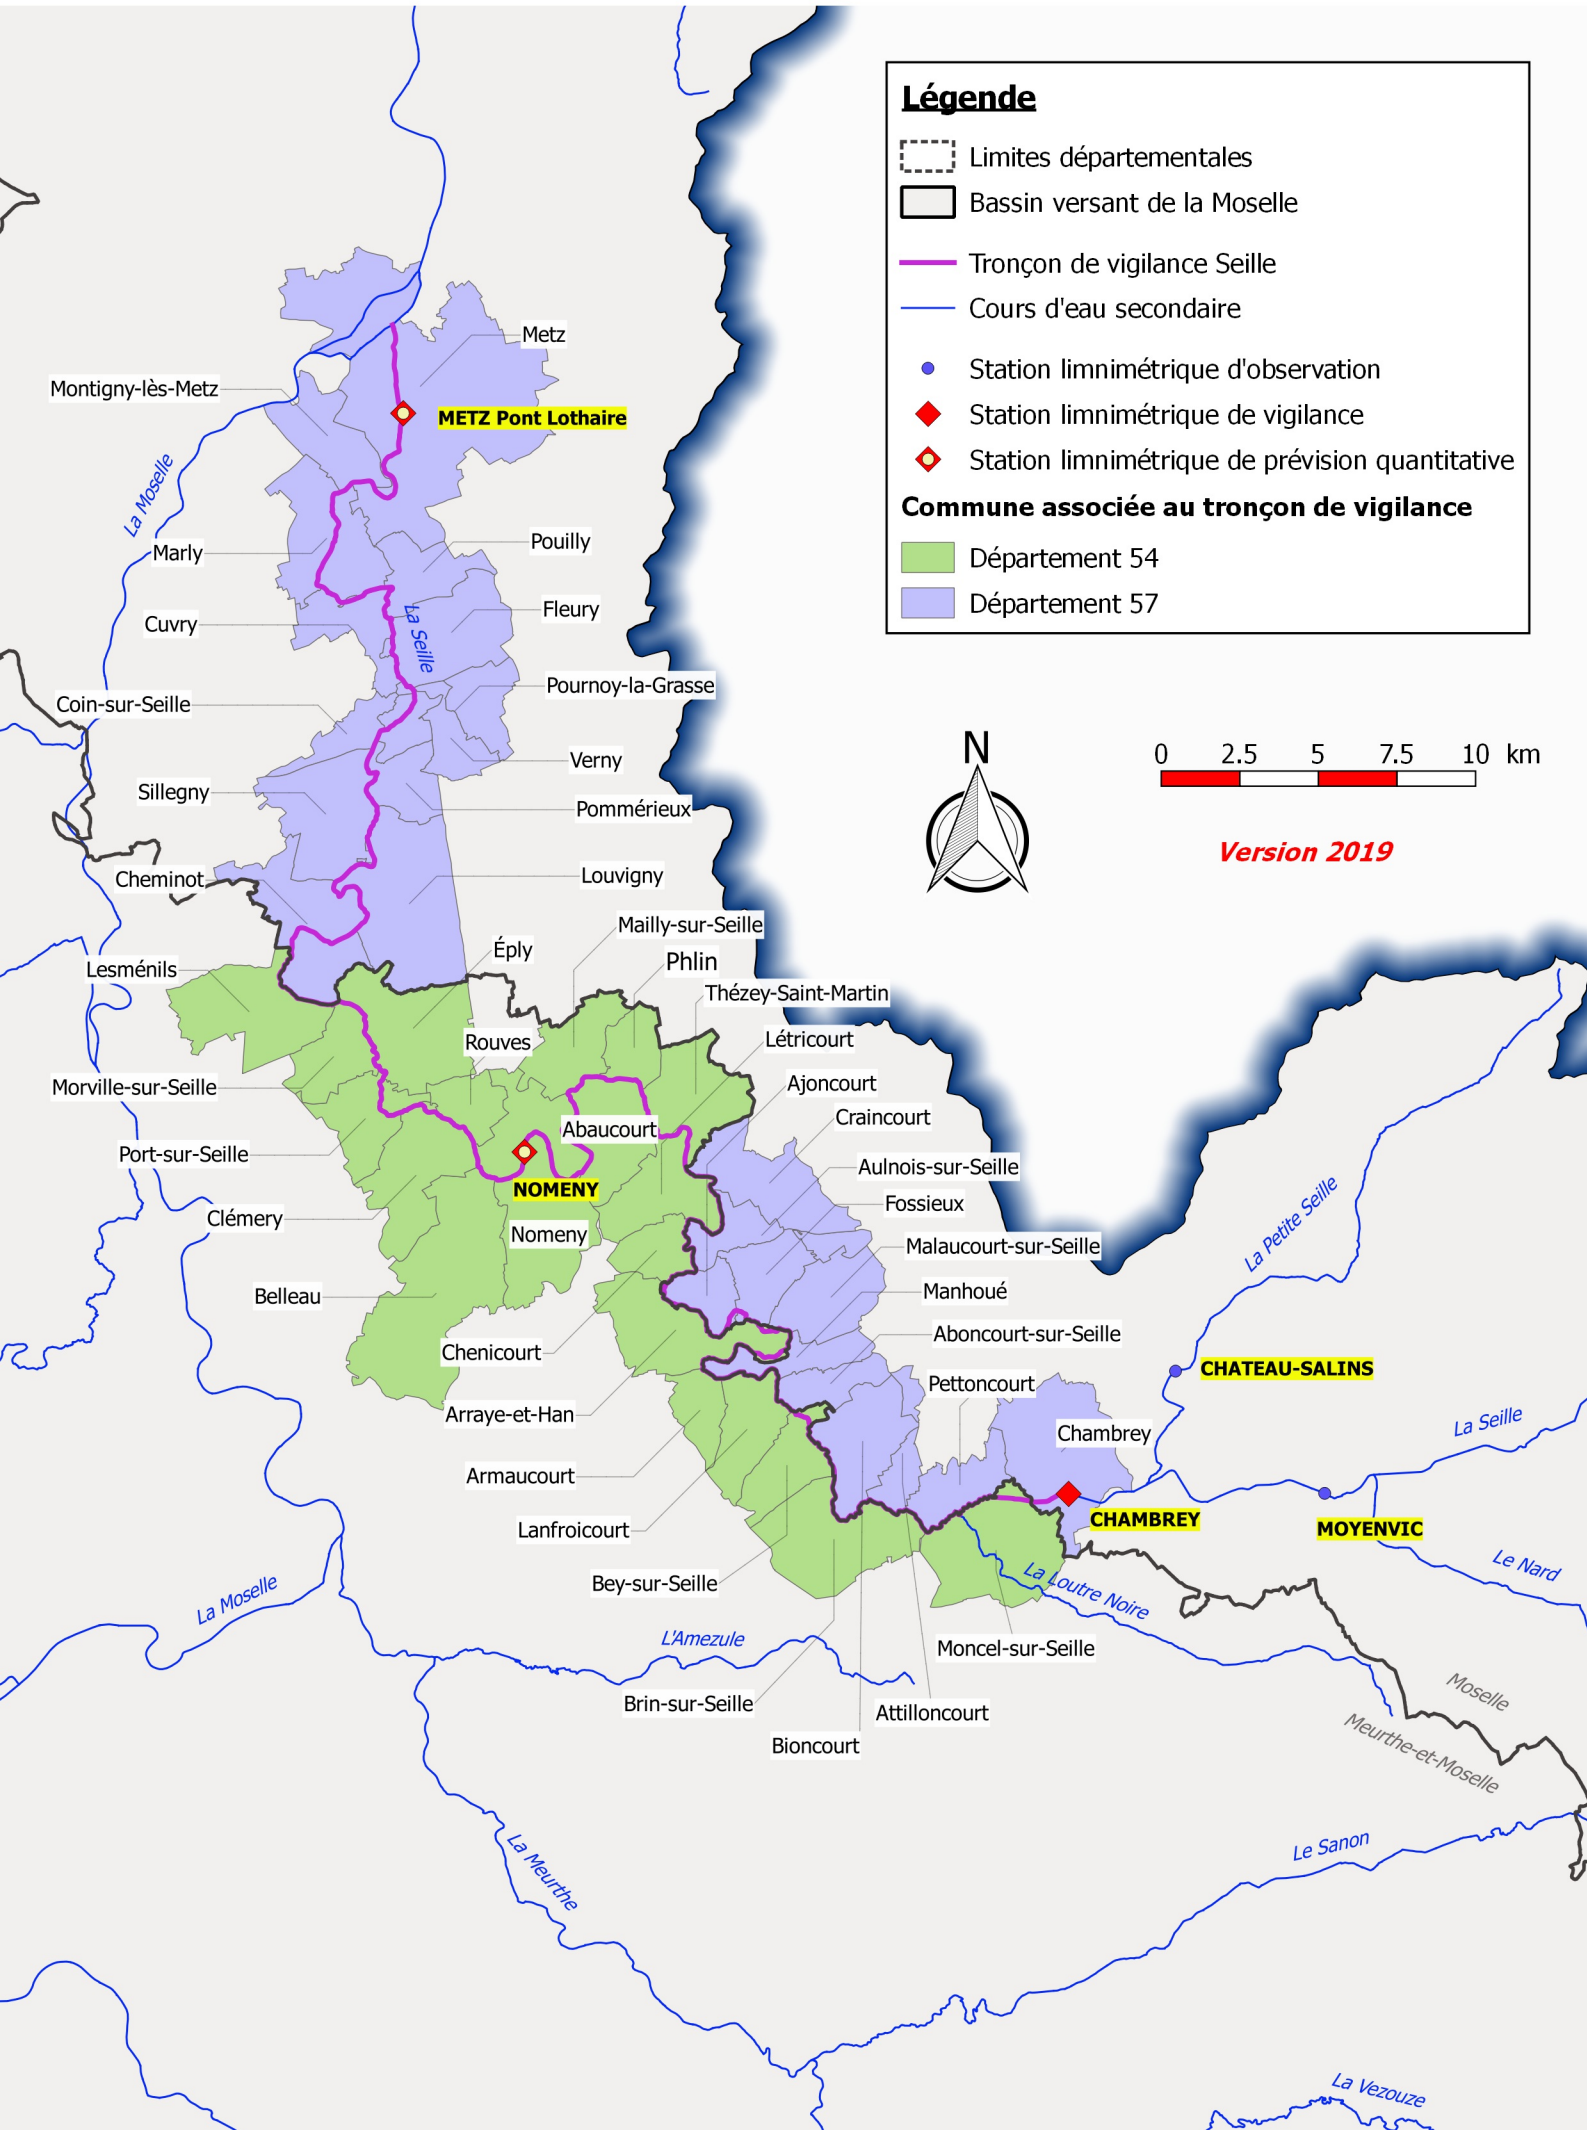 Légende
Limites départementales
Bassin versant de la Moselle
Tronçon de vigilance Seille
Cours d'eau secondaire
Station limnimétrique d'observation
Station limnimétrique de vigilance
Station limnimétrique de prévision quantitative
Commune associée au tronçon de vigilance
Département 54
Département 57
N
0 2.5 5 7.5 10 km
Version 2019
Metz
Montigny-lès-Metz
METZ Pont Lothaire
La Moselle
Marly
Pouilly
Cuvry
La Seille
Fleury
Coin-sur-Seille
Pournoy-la-Grasse
Verny
Sillegny
Pommérieux
Cheminot
Louvigny
Mailly-sur-Seille
Éply
Phlin
Lesménils
Thézey-Saint-Martin
Rouves
Létricourt
Morville-sur-Seille
Ajoncourt
Abaucourt
Craincourt
Port-sur-Seille
Aulnois-sur-Seille
NOMENY
Fossieux
Clémery
Nomeny
Malaucourt-sur-Seille
La Petite Seille
Belleau
Manhoué
Chenicourt
Aboncourt-sur-Seille
CHATEAU-SALINS
Pettoncourt
Arraye-et-Han
Chambrey
La Seille
Armaucourt
Lanfroicourt
CHAMBREY
MOYENVIC
Le Nard
Bey-sur-Seille
La Loutre Noire
La Moselle
L'Amezule
Moncel-sur-Seille
Brin-sur-Seille
Attilloncourt
Bioncourt
Moselle
Meurthe-et-Moselle
La Meurthe
Le Sanon
La Vezouze